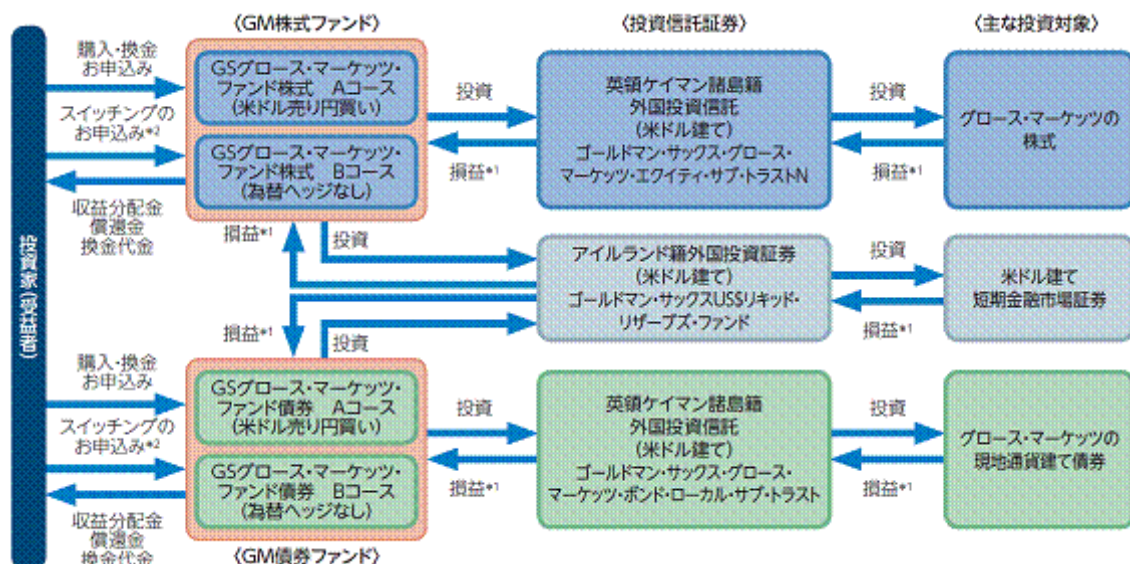 〈GM株式ファンド〉
〈投資信託証券〉
〈主な投資対象〉
投資家(受益者)
購入・換金
お申込み
スイッチングの
お申込み*2
収益分配金
償還金
換金代金
GSグロース・マーケッツ・
ファンド株式 Aコース
(米ドル売り円買い)
GSグロース・マーケッツ・
ファンド株式 Bコース
(為替ヘッジなし)
投資
損益*1
英領ケイマン諸島籍
外国投資信託
(米ドル建て)
ゴールドマン・サックス・グロース・
マーケッツ・エクイティ・サブ・トラストN
投資
損益*1
グロース・マーケッツの
株式
損益*1
投資
アイルランド籍外国投資証券
(米ドル建て)
ゴールドマン・サックスUS$リキッド・
リザーブズ・ファンド
投資
損益*1
米ドル建て
短期金融市場証券
損益*1
投資
購入・換金
お申込み
スイッチングの
お申込み*2
収益分配金
償還金
換金代金
GSグロース・マーケッツ・
ファンド債券 Aコース
(米ドル売り円買い)
GSグロース・マーケッツ・
ファンド債券 Bコース
(為替ヘッジなし)
投資
損益*1
英領ケイマン諸島籍
外国投資信託
(米ドル建て)
ゴールドマン・サックス・グロース・
マーケッツ・ボンド・ローカル・サブ・トラスト
投資
損益*1
グロース・マーケッツの
現地通貨建て債券
〈GM債券ファンド〉